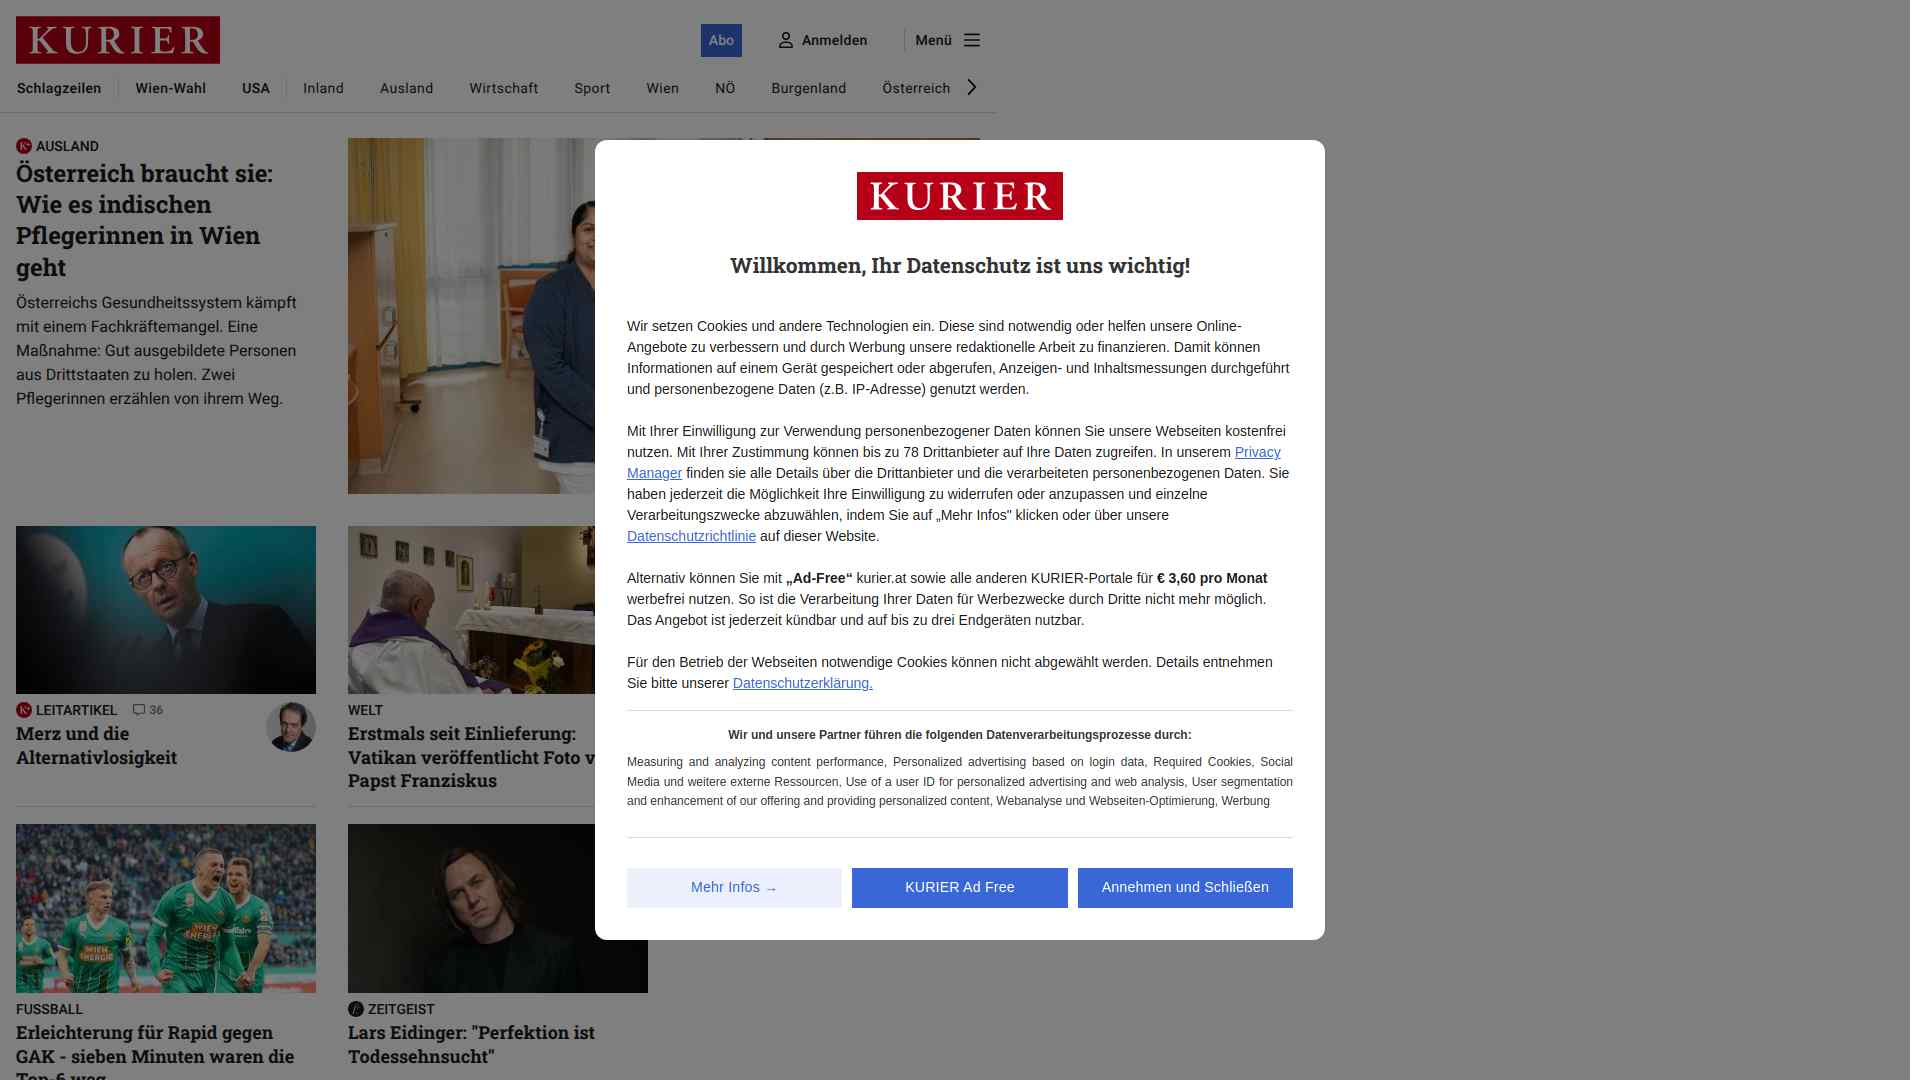 KURIER
Abo
Anmelden
Menü
Schlagzeilen
Wien-Wahl
USA
Inland
Ausland
Wirtschaft
Sport
Wien
NÖ
Burgenland
Österreich
AUSLAND
Österreich braucht sie:
Wie es indischen
Pflegerinnen in Wien
geht
Österreichs Gesundheitssystem kämpft
mit einem Fachkräftemangel. Eine
Maßnahme: Gut ausgebildete Personen
aus Drittstaaten zu holen. Zwei
Pflegerinnen erzählen von ihrem Weg.
LEITARTIKEL 36
Merz und die
Alternativlosigkeit
WELT
Erstmals seit Einlieferung:
Vatikan veröffentlicht Foto v
Papst Franziskus
WIEN
ENERGIE
WIEN
ENERGIE
FUSSBALL
Erleichterung für Rapid gegen
GAK - sieben Minuten waren die
Top-6 weg
ZEITGEIST
Lars Eidinger: "Perfektion ist
Todessehnsucht"
KURIER
Willkommen, Ihr Datenschutz ist uns wichtig!
Wir setzen Cookies und andere Technologien ein. Diese sind notwendig oder helfen unsere Online-
Angebote zu verbessern und durch Werbung unsere redaktionelle Arbeit zu finanzieren. Damit können
Informationen auf einem Gerät gespeichert oder abgerufen, Anzeigen- und Inhaltsmessungen durchgeführt
und personenbezogene Daten (z.B. IP-Adresse) genutzt werden.
Mit Ihrer Einwilligung zur Verwendung personenbezogener Daten können Sie unsere Webseiten kostenfrei
nutzen. Mit Ihrer Zustimmung können bis zu 78 Drittanbieter auf Ihre Daten zugreifen. In unserem Privacy
Manager finden sie alle Details über die Drittanbieter und die verarbeiteten personenbezogenen Daten. Sie
haben jederzeit die Möglichkeit Ihre Einwilligung zu widerrufen oder anzupassen und einzelne
Verarbeitungszwecke abzuwählen, indem Sie auf „Mehr Infos" klicken oder über unsere
Datenschutzrichtlinie auf dieser Website.
Alternativ können Sie mit „Ad-Free“ kurier.at sowie alle anderen KURIER-Portale für € 3,60 pro Monat
werbefrei nutzen. So ist die Verarbeitung Ihrer Daten für Werbezwecke durch Dritte nicht mehr möglich.
Das Angebot ist jederzeit kündbar und auf bis zu drei Endgeräten nutzbar.
Für den Betrieb der Webseiten notwendige Cookies können nicht abgewählt werden. Details entnehmen
Sie bitte unserer Datenschutzerklärung.
Wir und unsere Partner führen die folgenden Datenverarbeitungsprozesse durch:
Measuring and analyzing content performance, Personalized advertising based on login data, Required Cookies, Social
Media und weitere externe Ressourcen, Use of a user ID for personalized advertising and web analysis, User segmentation
and enhancement of our offering and providing personalized content, Webanalyse und Webseiten-Optimierung, Werbung
Mehr Infos →
KURIER Ad Free
Annehmen und Schließen